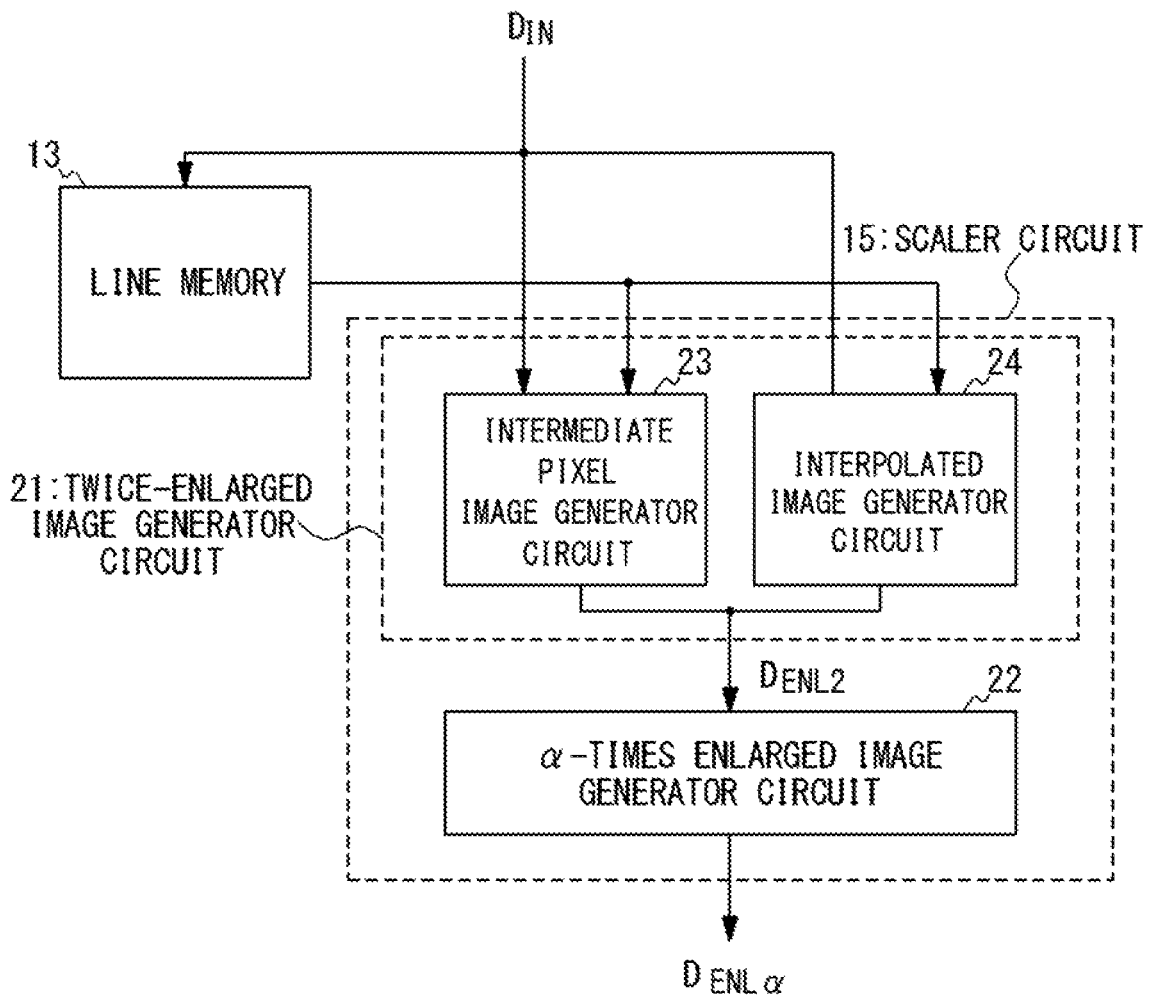 DIN
13
LINE MEMORY
15:SCALER CIRCUIT
23
INTERMEDIATE
PIXEL
IMAGE GENERATOR
CIRCUIT
24
INTERPOLATED
IMAGE GENERATOR
CIRCUIT
21:TWICE-ENLARGED
IMAGE GENERATOR
CIRCUIT
DENL2
22
α-TIMES ENLARGED IMAGE
GENERATOR CIRCUIT
DENLα